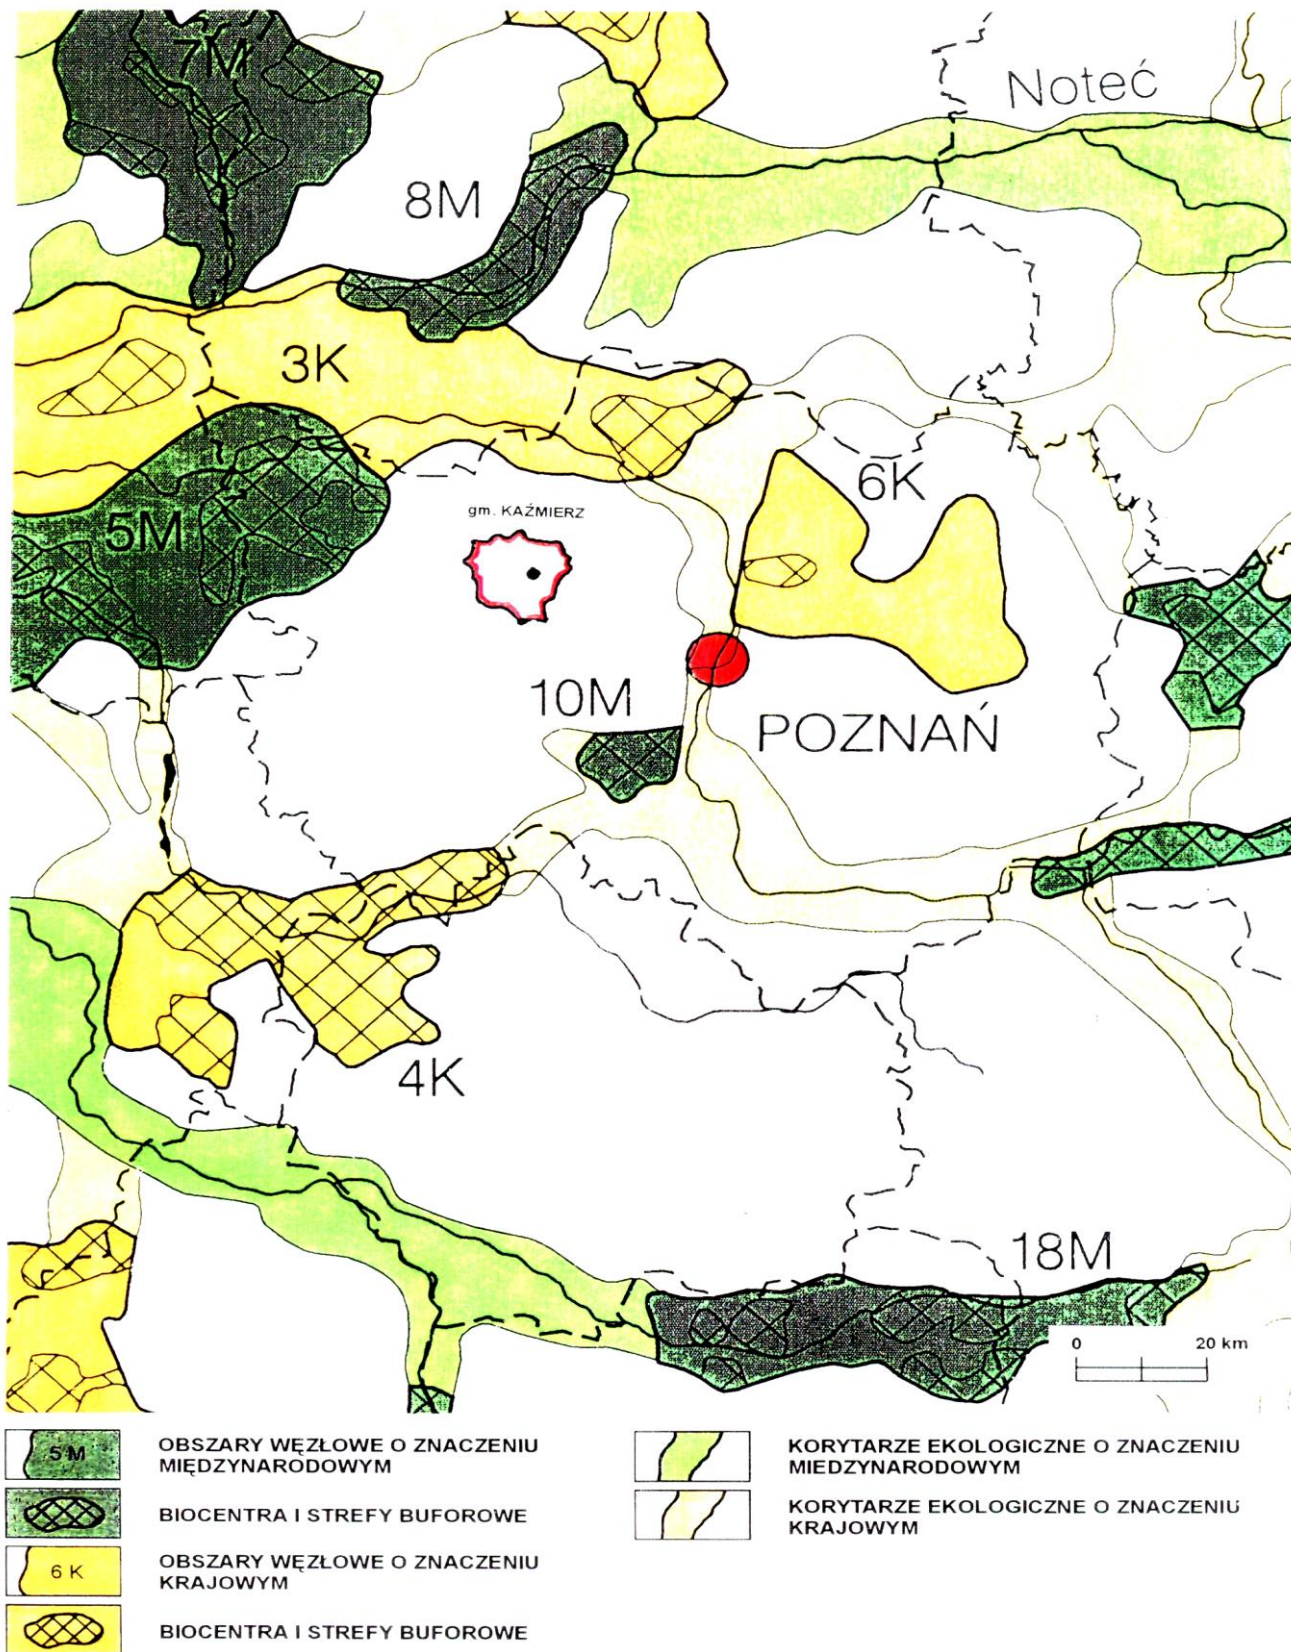 7M
Noteć
8M
3K
6K
gm. KAŹMIERZ
5M
10M
POZNAŃ
4K
18M
0 20 km
5 M
OBSZARY WĘZŁOWE O ZNACZENIU
MIĘDZYNARODOWYM
BIOCENTRA I STREFY BUFOROWE
6 K
OBSZARY WĘZŁOWE O ZNACZENIU
KRAJOWYM
BIOCENTRA I STREFY BUFOROWE
KORYTARZE EKOLOGICZNE O ZNACZENIU
MIEDZYNARODOWYM
KORYTARZE EKOLOGICZNE O ZNACZENIU
KRAJOWYM